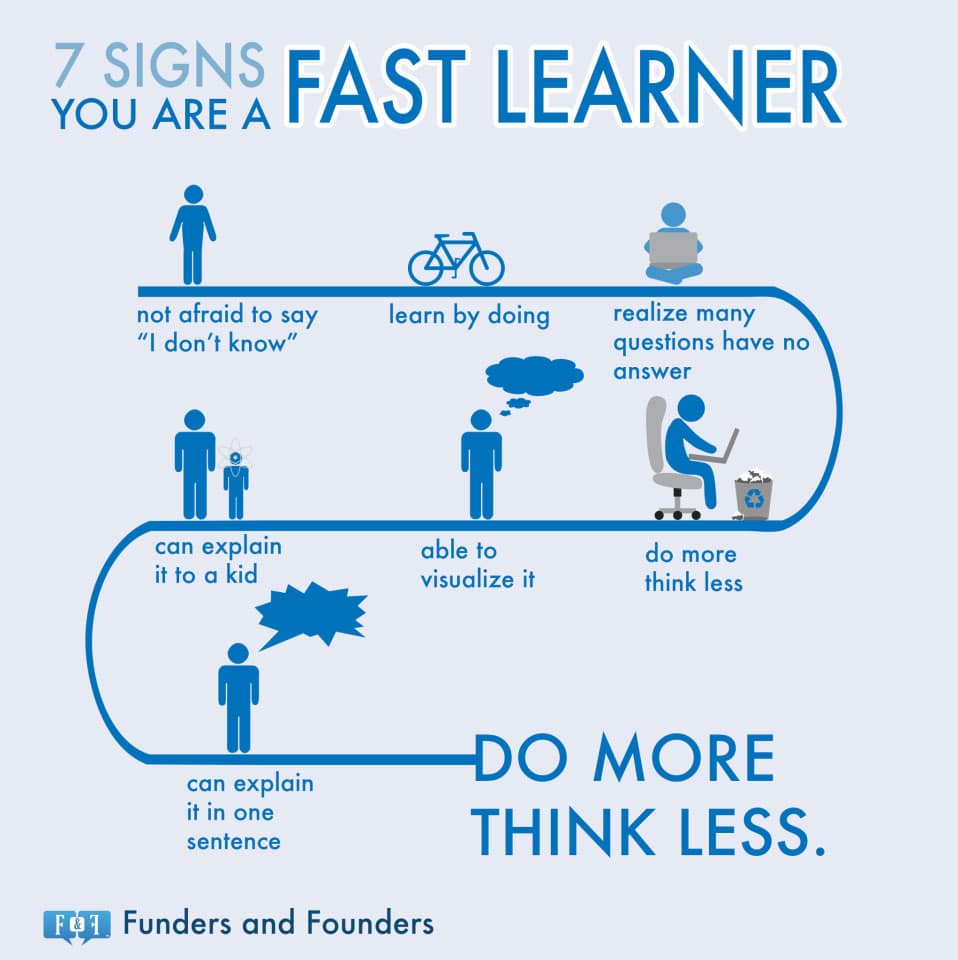 7 SIGNS
YOU ARE A
FAST LEARNER
not afraid to say
“I don’t know”
learn by doing
realize many
questions have no
answer
can explain
it to a kid
able to
visualize it
do more
think less
can explain
it in one
sentence
DO MORE
THINK LESS.
F&F
Funders and Founders